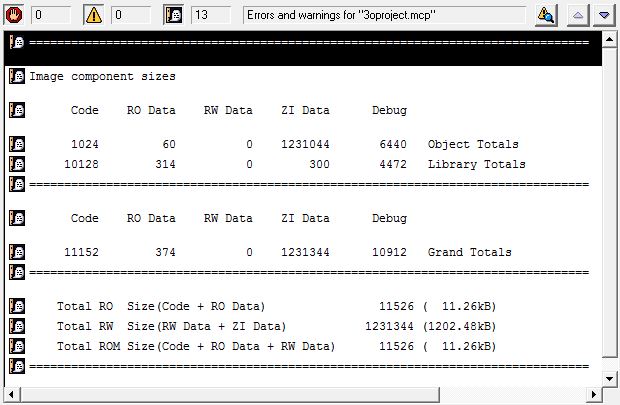 0 0 13 Errors and warnings for "3oproject.mcp"
================================================================================
Image component sizes
Code RO Data RW Data ZI Data Debug
1024 60 0 1231044 6440 Object Totals
10128 314 0 300 4472 Library Totals
================================================================================
Code RO Data RW Data ZI Data Debug
11152 374 0 1231344 10912 Grand Totals
================================================================================
Total RO Size(Code + RO Data) 11526 ( 11.26kB)
Total RW Size(RW Data + ZI Data) 1231344 (1202.48kB)
Total ROM Size(Code + RO Data + RW Data) 11526 ( 11.26kB)
================================================================================